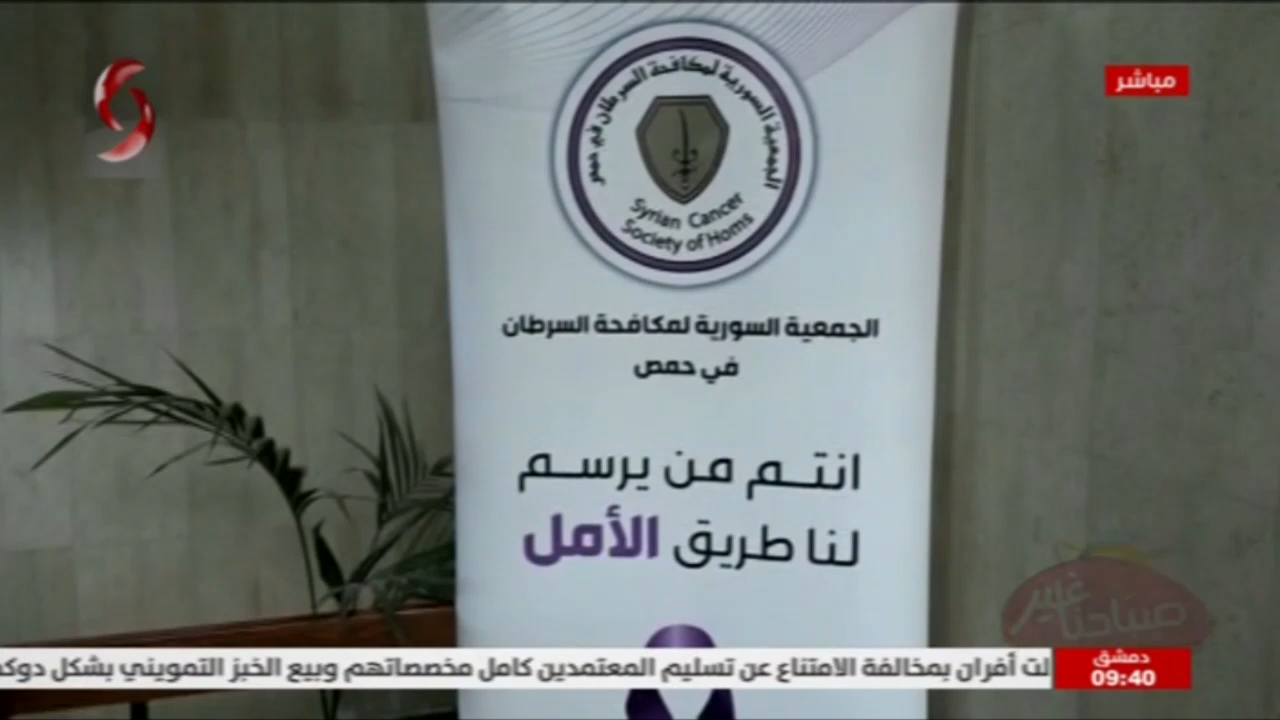 مباشر
الجمعية السورية لمكافحة السرطان في حمص
Syrian Cancer
Society of Homs
الجمعية السورية لمكافحة السرطان
في حمص
انتم من يرسم
لنا طريق الأمل
صباحنا غير
دمشق
09:40
أفران بمخالفة الامتناع عن تسليم المعتمدين كامل مخصصاتهم وبيع الخبز التمويني بشكل